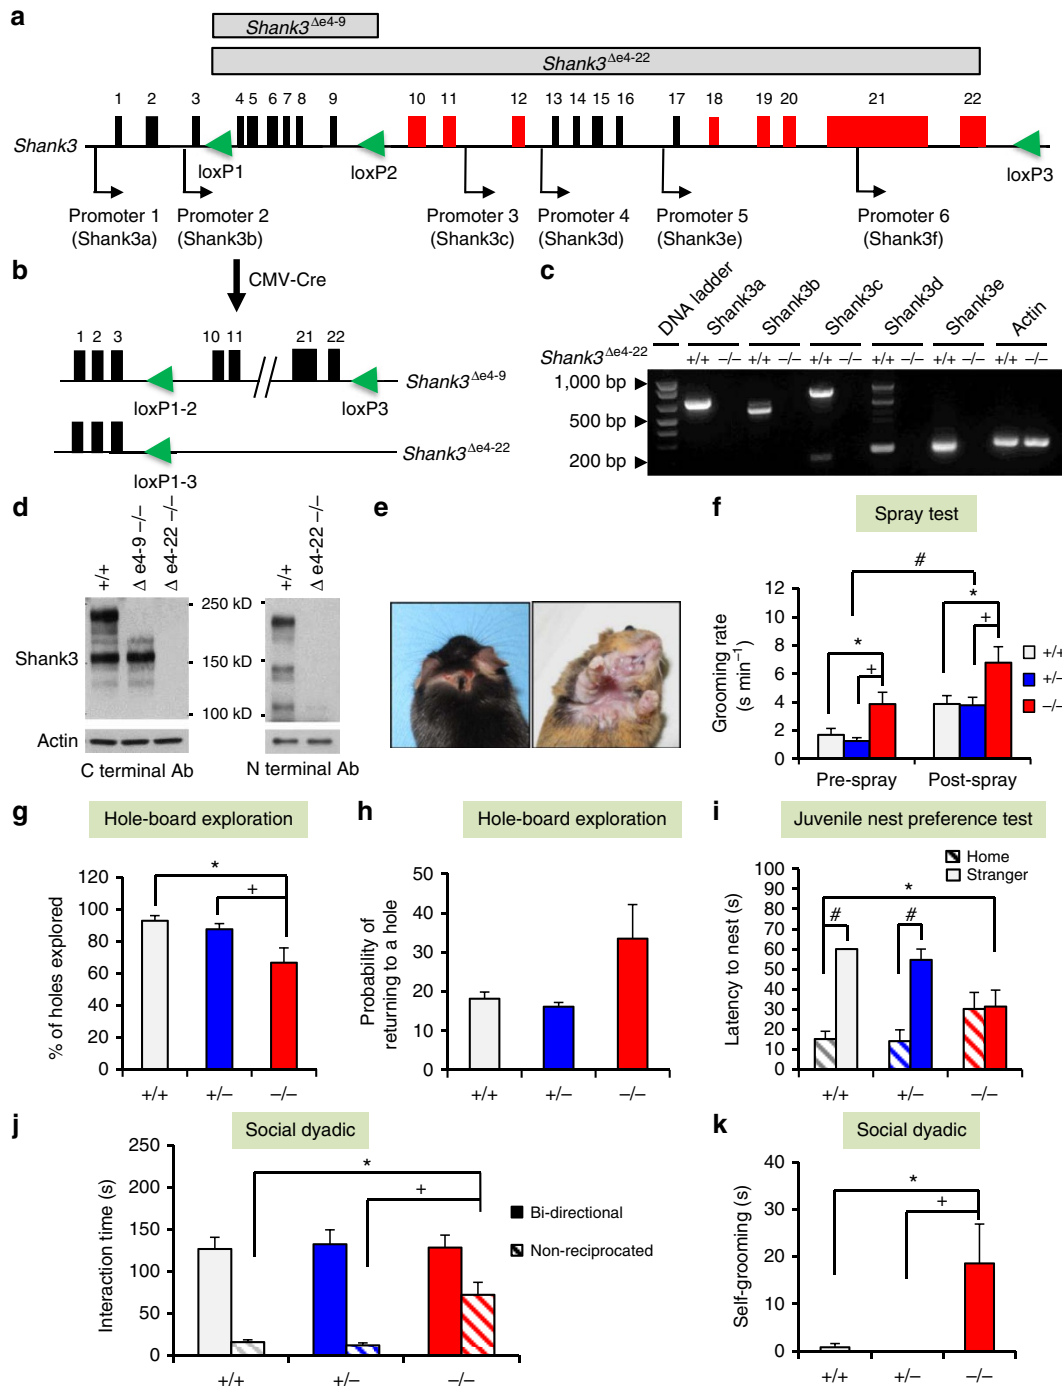 a
Shank3Δe4-9
Shank3Δe4-22
1 2 3 4 5 6 7 8 9 10 11 12 13 14 15 16 17 18 19 20 21 22
Shank3
loxP1 loxP2 loxP3
Promoter 1 Promoter 2 Promoter 3 Promoter 4 Promoter 5 Promoter 6
(Shank3a) (Shank3b) (Shank3c) (Shank3d) (Shank3e) (Shank3f)
b
CMV-Cre
1 2 3 10 11 21 22
Shank3Δe4-9
loxP1-2 loxP3
Shank3Δe4-22
loxP1-3
c
DNA ladder Shank3a Shank3b Shank3c Shank3d Shank3e Actin
Shank3Δe4-22 +/+ –/– +/+ –/– +/+ –/– +/+ –/– +/+ –/– +/+ –/–
1,000 bp
500 bp
200 bp
d
+/+ Δ e4-9 –/– Δ e4-22 –/– +/+ Δ e4-22 –/–
250 kD
Shank3
150 kD
100 kD
Actin
C terminal Ab N terminal Ab
e
f
Spray test
#
* + * +
Grooming rate
(s min–1)
12
10
8
6
4
2
0
Pre-spray Post-spray
+/+
+/–
–/–
g
Hole-board exploration
*
+
% of holes explored
120
100
80
60
40
20
0
+/+ +/– –/–
h
Hole-board exploration
Probability of
returning to a hole
50
40
30
20
10
0
+/+ +/– –/–
i
Juvenile nest preference test
Home
Stranger
*
# #
Latency to nest (s)
100
90
80
70
60
50
40
30
20
10
0
+/+ +/– –/–
j
Social dyadic
*
+
Interaction time (s)
250
200
150
100
50
0
Bi-directional
Non-reciprocated
+/+ +/– –/–
k
Social dyadic
*
+
Self-grooming (s)
40
30
20
10
0
+/+ +/– –/–